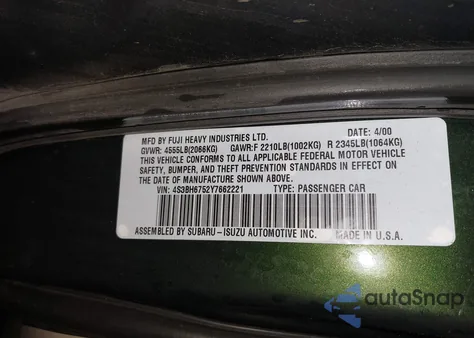 MFD BY FUJI HEAVY INDUSTRIES LTD. DATE: 4/00
GVWR: 4555LB(2066KG) GAWR:F 2210LB(1002KG) R 2345LB(1064KG)
THIS VEHICLE CONFORMS TO ALL APPLICABLE FEDERAL MOTOR VEHICLE
SAFETY, BUMPER, AND THEFT PREVENTION STANDARDS IN EFFECT ON
THE DATE OF MANUFACTURE SHOWN ABOVE.
VIN: 4S3BH6752Y7662221 TYPE: PASSENGER CAR
ASSEMBLED BY SUBARU-ISUZU AUTOMOTIVE INC. MADE IN U.S.A.
autoSnap